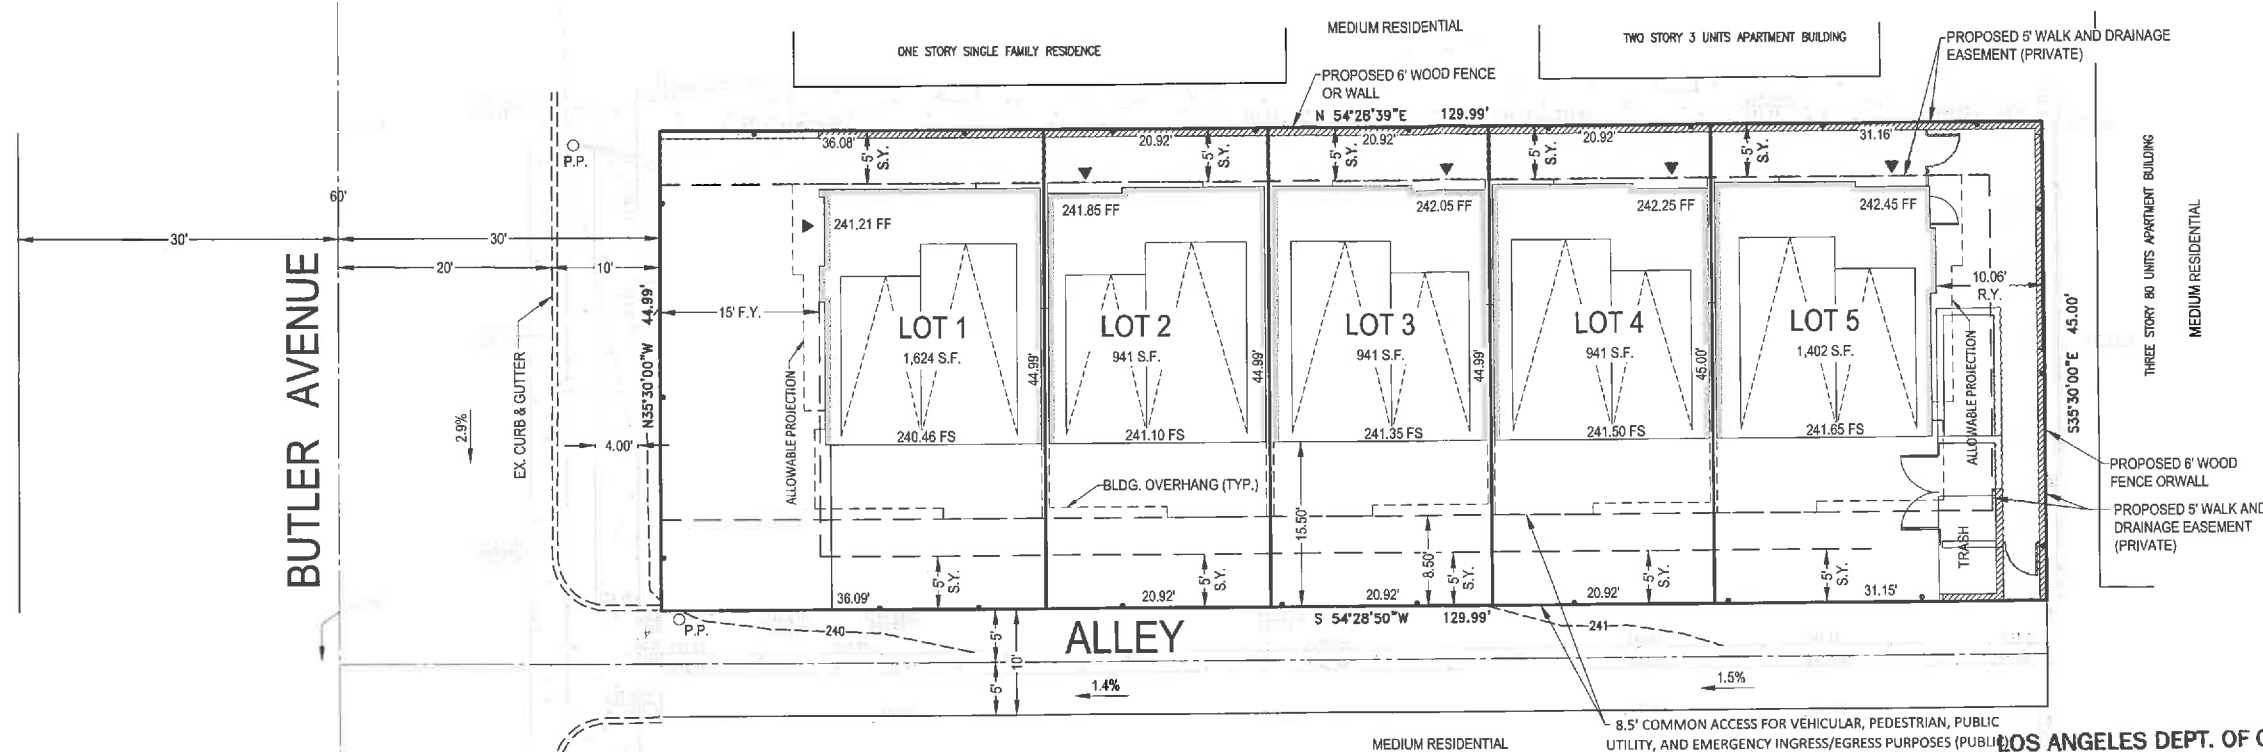 MEDIUM RESIDENTIAL
ONE STORY SINGLE FAMILY RESIDENCE
TWO STORY 3 UNITS APARTMENT BUILDING
PROPOSED 5' WALK AND DRAINAGE
EASEMENT (PRIVATE)
PROPOSED 6' WOOD FENCE
OR WALL
N 54°28'39"E 129.99'
P.P.
36.08'
5'
S.Y.
20.92'
5'
S.Y.
20.92'
5'
S.Y.
20.92'
5'
S.Y.
31.16'
5'
S.Y.
THREE STORY 80 UNITS APARTMENT BUILDING
MEDIUM RESIDENTIAL
60'
30'
30'
20'
10'
241.21 FF
241.85 FF
242.05 FF
242.25 FF
242.45 FF
BUTLER AVENUE
2.9%
EX. CURB & GUTTER
4.00'
N35°30'00"W 44.99'
15' F.Y.
ALLOWABLE PROJECTION
LOT 1
1,624 S.F.
44.99'
LOT 2
941 S.F.
44.99'
LOT 3
941 S.F.
44.99'
LOT 4
941 S.F.
45.00'
LOT 5
1,402 S.F.
10.06'
R.Y.
ALLOWABLE PROJECTION
S35°30'00"E 45.00'
240.46 FS
241.10 FS
241.35 FS
241.50 FS
241.65 FS
BLDG. OVERHANG (TYP.)
15.50'
8.50'
PROPOSED 6' WOOD
FENCE ORWALL
PROPOSED 5' WALK AND
DRAINAGE EASEMENT
(PRIVATE)
TRASH
36.09'
5'
S.Y.
20.92'
5'
S.Y.
20.92'
5'
S.Y.
20.92'
5'
S.Y.
5'
S.Y.
31.15'
S 54°28'50"W 129.99'
P.P.
240
5'
10'
5'
ALLEY
241
1.4%
1.5%
8.5' COMMON ACCESS FOR VEHICULAR, PEDESTRIAN, PUBLIC
UTILITY, AND EMERGENCY INGRESS/EGRESS PURPOSES (PUBLIC)
MEDIUM RESIDENTIAL
LOS ANGELES DEPT. OF